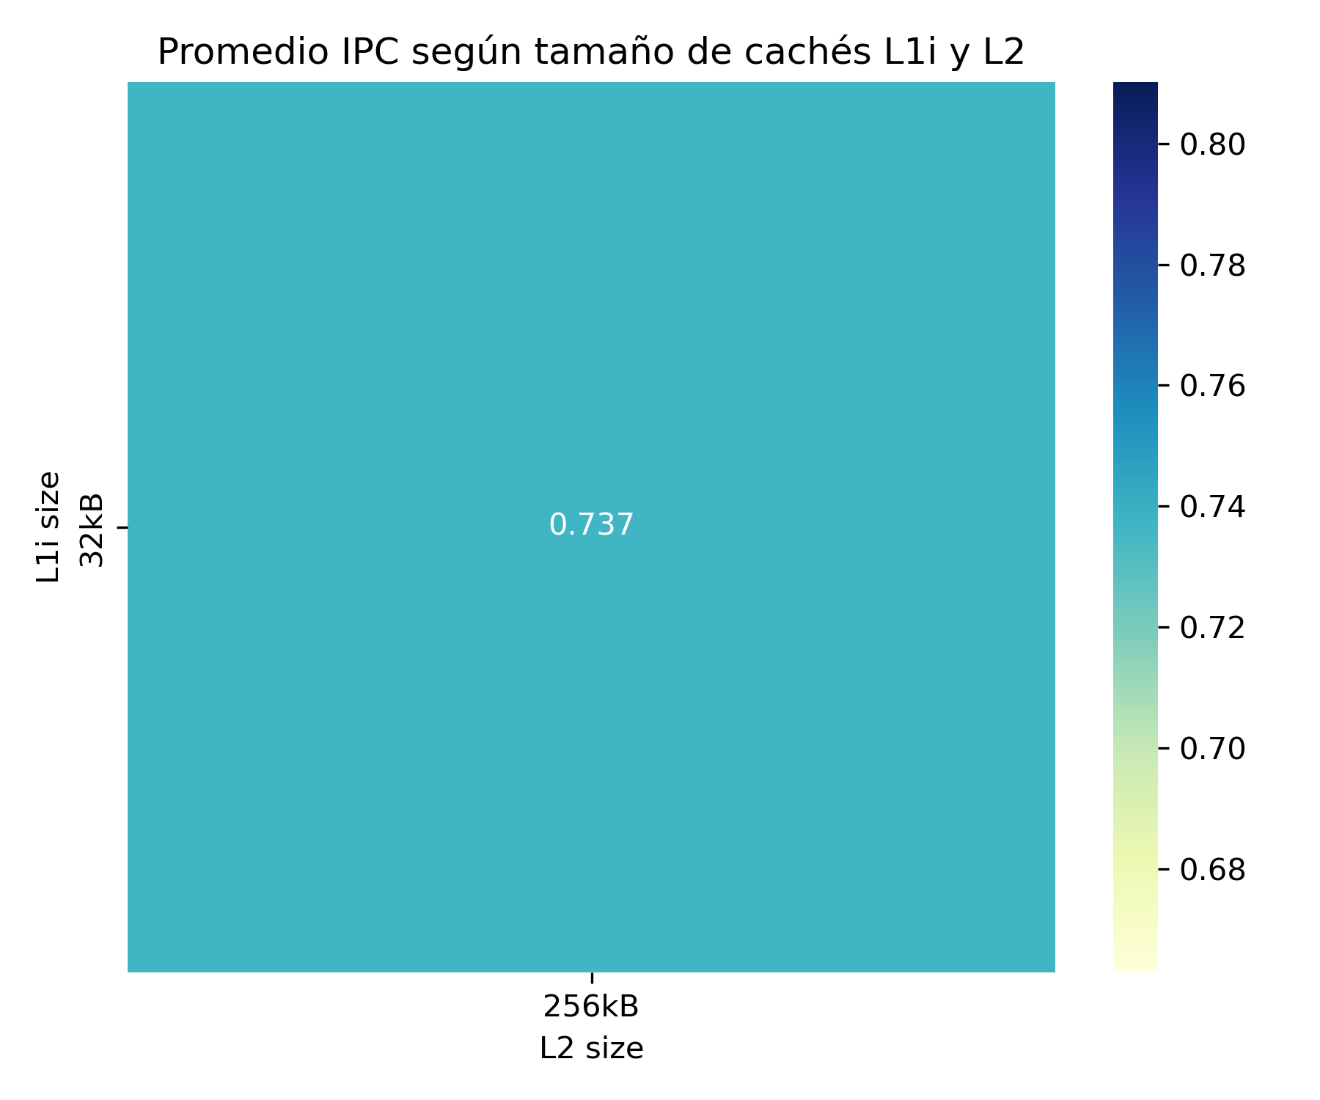 Promedio IPC según tamaño de cachés L1i y L2
L1i size
32kB
0.737
256kB
L2 size
0.80
0.78
0.76
0.74
0.72
0.70
0.68